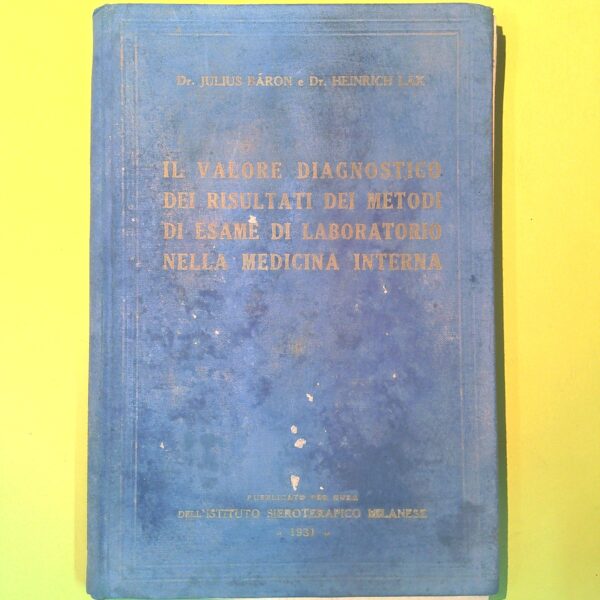 Dr. JULIUS BÁRON e Dr. HEINRICH LAX
IL VALORE DIAGNOSTICO
DEI RISULTATI DEI METODI
DI ESAME DI LABORATORIO
NELLA MEDICINA INTERNA
PUBBLICATO PER CURA
DELL'ISTITUTO SIEROTERAPICO MILANESE
1931